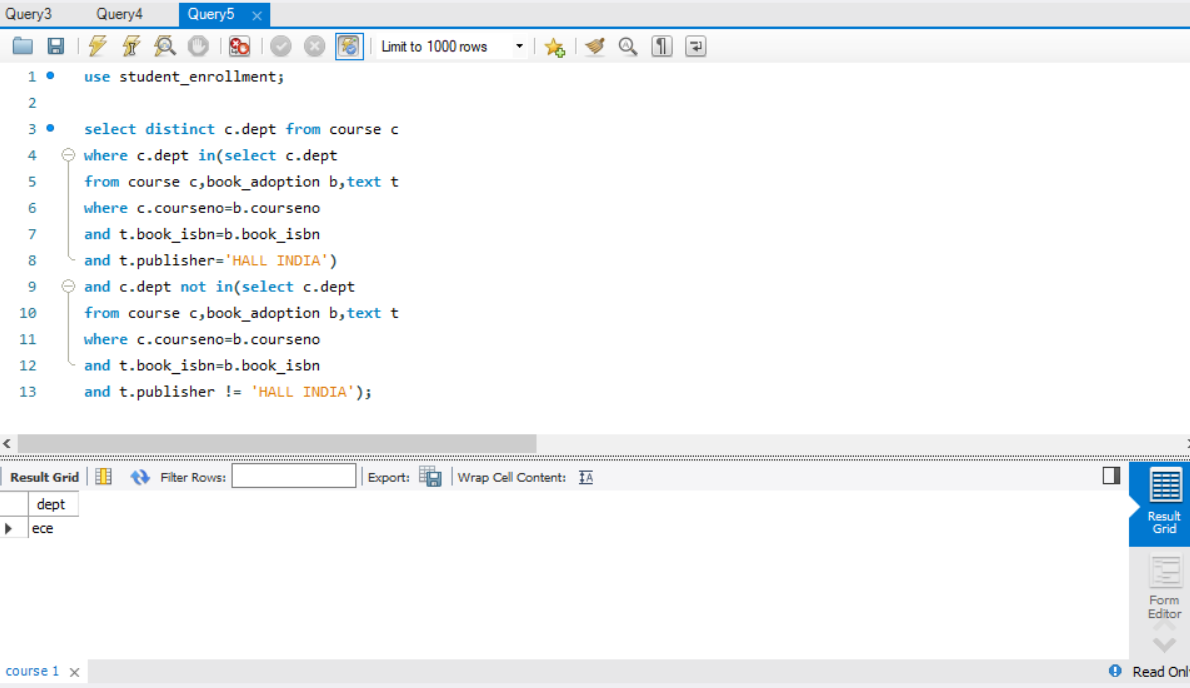 Query3 Query4 Query5
Limit to 1000 rows
1 use student_enrollment;
2
3 select distinct c.dept from course c
4 where c.dept in(select c.dept
5 from course c,book_adoption b,text t
6 where c.courseno=b.courseno
7 and t.book_isbn=b.book_isbn
8 and t.publisher='HALL INDIA')
9 and c.dept not in(select c.dept
10 from course c,book_adoption b,text t
11 where c.courseno=b.courseno
12 and t.book_isbn=b.book_isbn
13 and t.publisher != 'HALL INDIA');
Result Grid Filter Rows: Export: Wrap Cell Content:
dept
ece
Result
Grid
Form
Editor
course 1 Read Onl